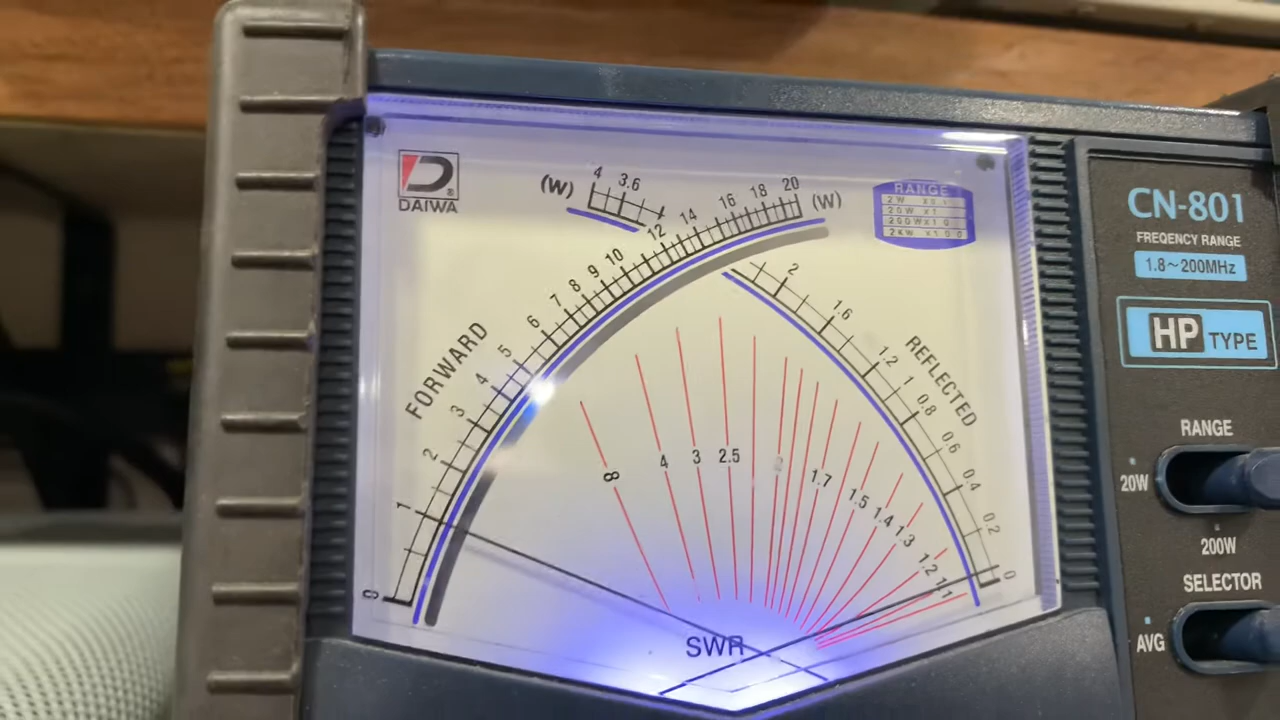 DAIWA
(W) 4 3.6
(W)
FORWARD
0 1 2 3 4 5 6 7 8 9 10 12 14 16 18 20
RANGE
2W X0.1
20W X1
200W X10
2KW X100
REFLECTED
2 1.6 1.2 1 0.8 0.6 0.4 0.2 0
8 4 3 2.5 2 1.7 1.5 1.4 1.3 1.2 1.1
SWR
CN-801
FREQENCY RANGE
1.8~200MHz
HP TYPE
RANGE
20W
200W
SELECTOR
AVG